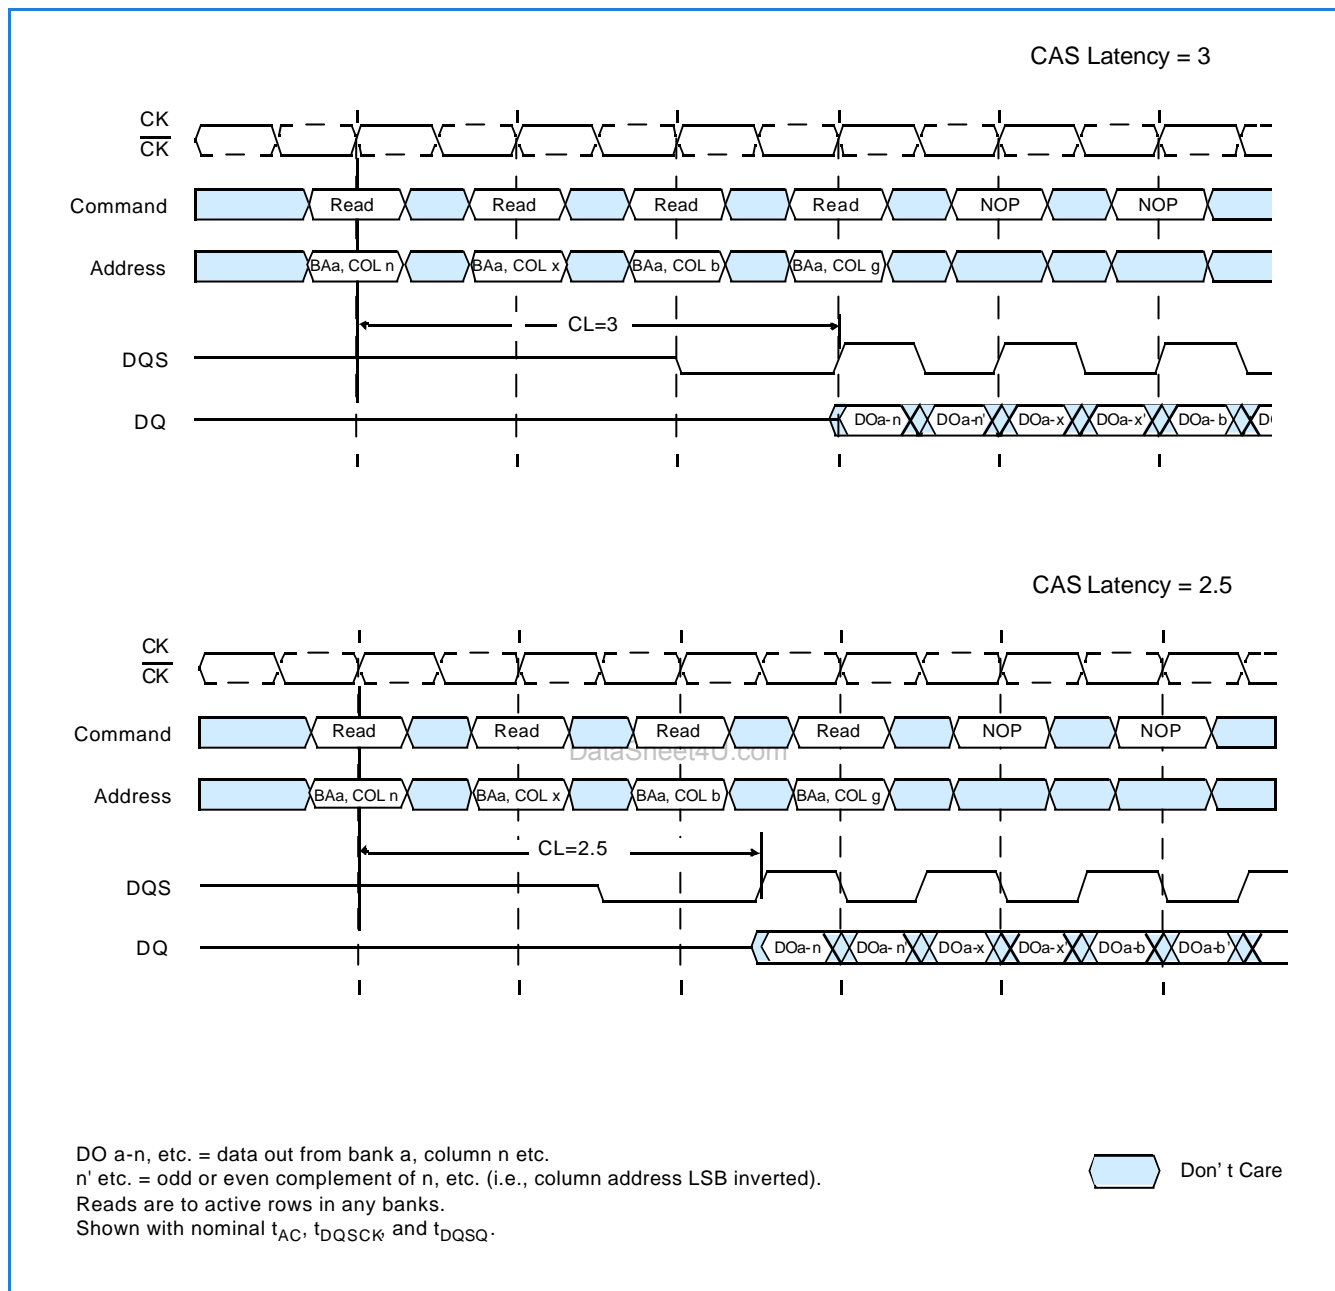 CAS Latency = 3
CK
CK
Command
Read Read Read Read NOP NOP
Address
BAa, COL n BAa, COL x BAa, COL b BAa, COL g
CL=3
DQS
DQ
DOa-n DOa-n' DOa-x DOa-x' DOa-b
CAS Latency = 2.5
CK
CK
Command
Read Read Read Read NOP NOP
DataSheet4U.com
Address
BAa, COL n BAa, COL x BAa, COL b BAa, COL g
CL=2.5
DQS
DQ
DOa-n DOa-n' DOa-x DOa-x' DOa-b DOa-b'
DO a-n, etc. = data out from bank a, column n etc.
n' etc. = odd or even complement of n, etc. (i.e., column address LSB inverted).
Reads are to active rows in any banks.
Shown with nominal tAC, tDQSCK, and tDQSQ.
Don't Care